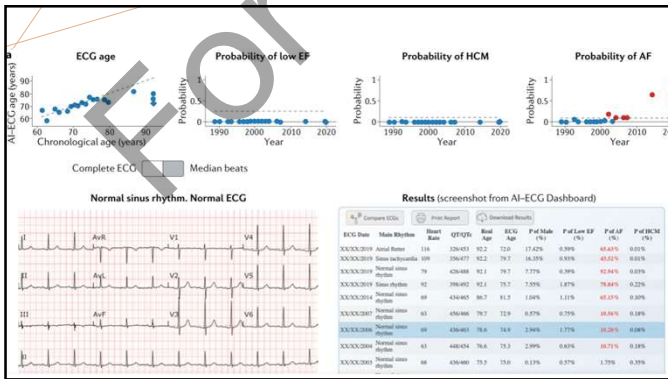 For
a
ECG age
Probability of low EF
Probability of HCM
Probability of AF
AI–ECG age (years)
90
80
70
60
60
70
80
90
Chronological age (years)
Probability
1
0.5
0
1990
2000
2010
2020
Year
Probability
1
0.5
0
1990
2000
2010
2020
Year
Probability
1
0.5
0
1990
2000
2010
2020
Year
Complete ECG
Median beats
Normal sinus rhythm. Normal ECG
I
AvR
V1
V4
II
AvL
V2
V5
III
AvF
V3
V6
II
Results (screenshot from AI–ECG Dashboard)
Compare ECGs
Print Report
Download Results
ECG Date Main Rhythm Heart Rate QT/QTc Real Age ECG Age P of Male (%) P of Low EF (%) P of AF (%) P of HCM (%)
XX/XX/2019 Atrial flutter 116 326/453 92.2 72.0 17.42% 0.59% 65.63% 0.01%
XX/XX/2019 Sinus tachycardia 109 356/477 92.2 79.7 16.35% 0.93% 45.52% 0.01%
XX/XX/2019 Normal sinus rhythm 79 426/488 92.1 79.7 7.77% 0.39% 92.94% 0.03%
XX/XX/2019 Sinus rhythm 92 398/492 92.1 75.7 7.55% 1.87% 79.84% 0.22%
XX/XX/2014 Normal sinus rhythm 69 434/465 86.7 81.5 1.04% 1.11% 65.15% 0.30%
XX/XX/2007 Normal sinus rhythm 63 456/466 79.7 72.9 0.57% 0.75% 10.56% 0.18%
XX/XX/2006 Normal sinus rhythm 69 436/463 78.6 74.9 2.94% 1.77% 10.26% 0.08%
XX/XX/2004 Normal sinus rhythm 63 448/454 76.6 75.3 2.99% 0.63% 10.71% 0.18%
XX/XX/2003 Normal sinus rhythm 68 436/460 75.5 75.0 0.13% 0.57% 1.75% 0.35%